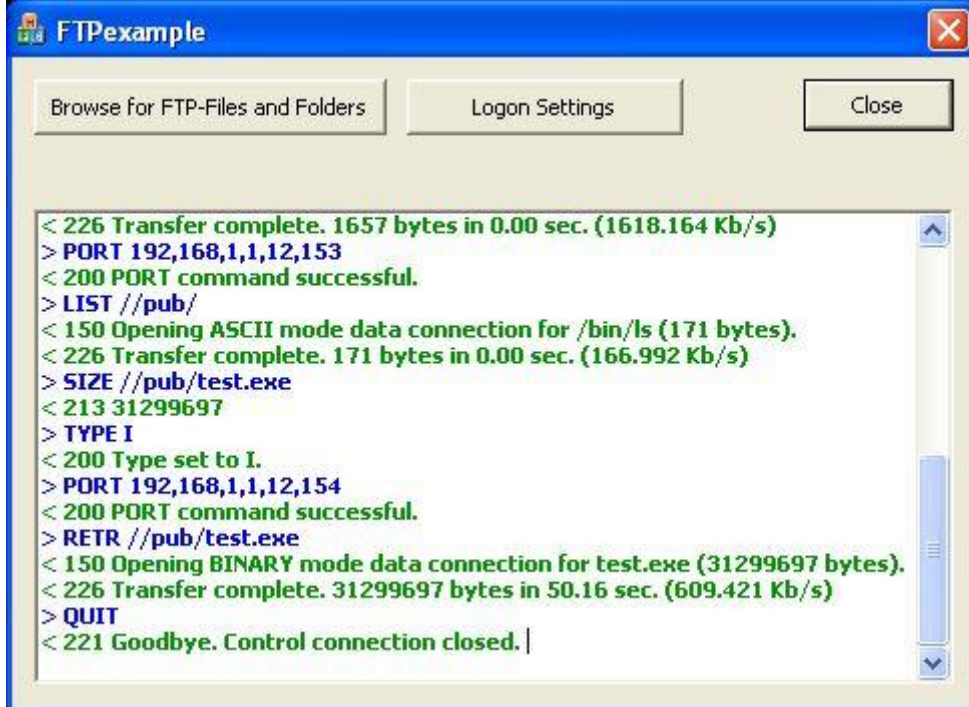 FTPexample
Browse for FTP-Files and Folders
Logon Settings
Close
< 226 Transfer complete. 1657 bytes in 0.00 sec. (1618.164 Kb/s)
> PORT 192,168,1,1,12,153
< 200 PORT command successful.
> LIST //pub/
< 150 Opening ASCII mode data connection for /bin/ls (171 bytes).
< 226 Transfer complete. 171 bytes in 0.00 sec. (166.992 Kb/s)
> SIZE //pub/test.exe
< 213 31299697
> TYPE I
< 200 Type set to I.
> PORT 192,168,1,1,12,154
< 200 PORT command successful.
> RETR //pub/test.exe
< 150 Opening BINARY mode data connection for test.exe (31299697 bytes).
< 226 Transfer complete. 31299697 bytes in 50.16 sec. (609.421 Kb/s)
> QUIT
< 221 Goodbye. Control connection closed.